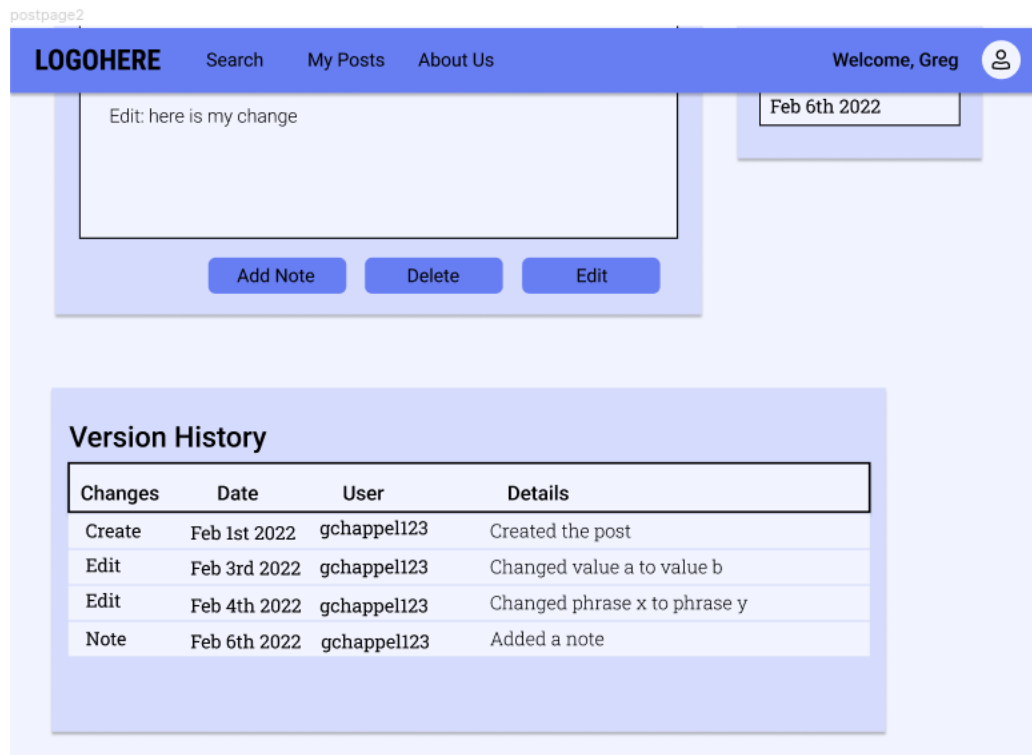 postpage2
LOGOHERE Search My Posts About Us Welcome, Greg
Edit: here is my change
Feb 6th 2022
Add Note Delete Edit
Version History
Changes Date User Details
Create Feb 1st 2022 gchappel123 Created the post
Edit Feb 3rd 2022 gchappel123 Changed value a to value b
Edit Feb 4th 2022 gchappel123 Changed phrase x to phrase y
Note Feb 6th 2022 gchappel123 Added a note